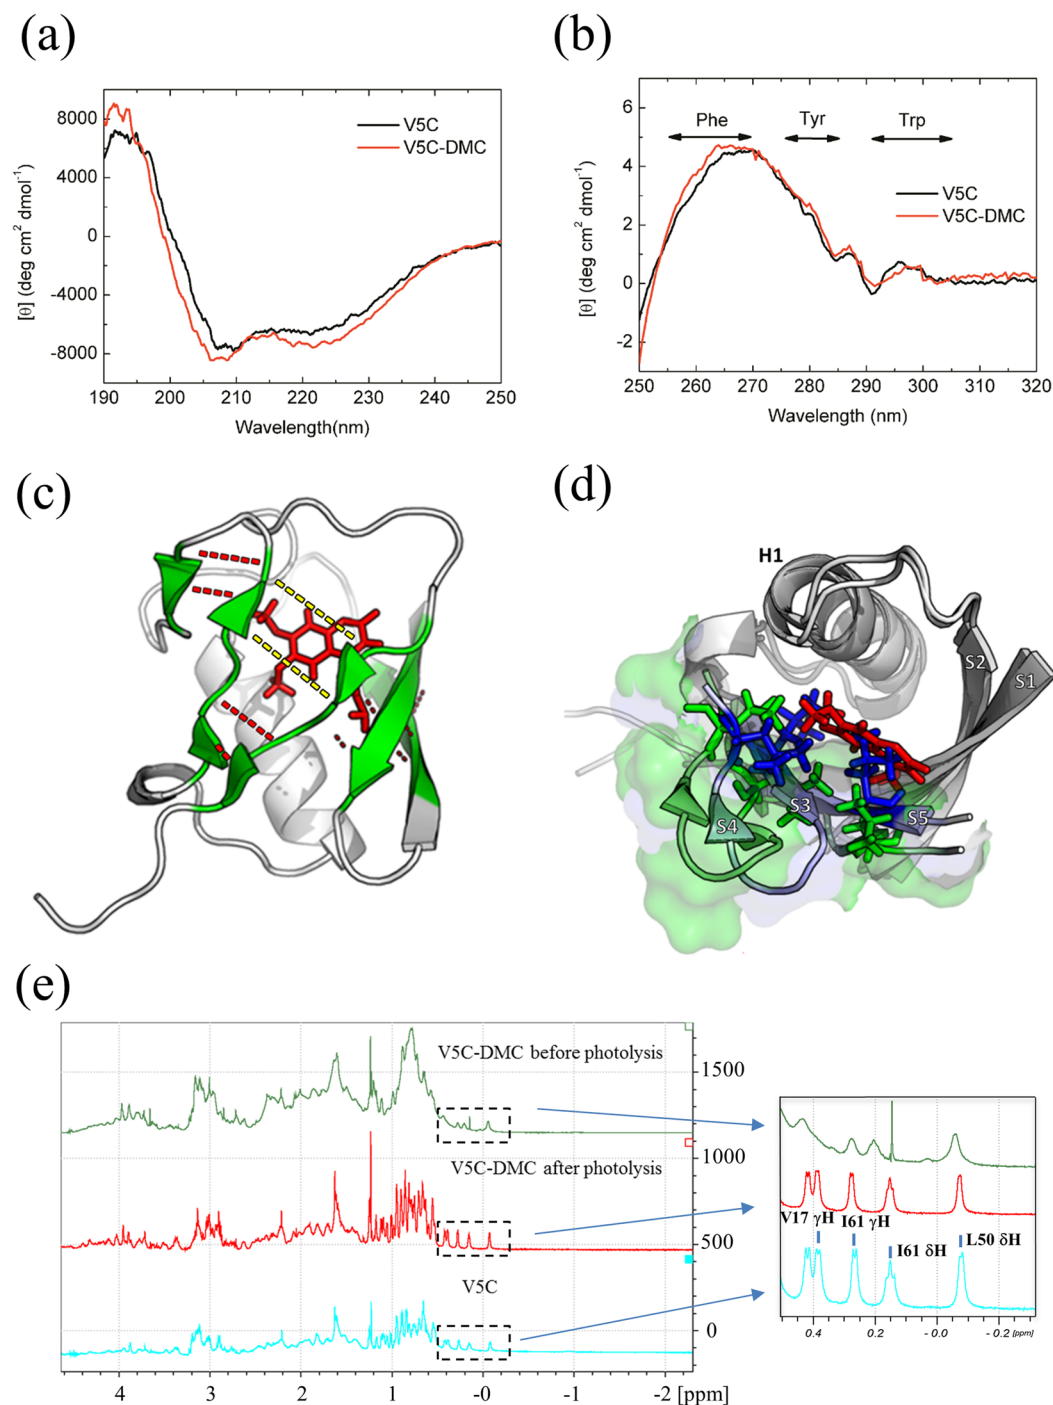 (a)
8000
4000
0
-4000
-8000
[θ] (deg cm² dmol⁻¹)
V5C
V5C-DMC
190 200 210 220 230 240 250
Wavelength(nm)
(b)
6
4
2
0
-2
[θ] (deg cm² dmol⁻¹)
Phe Tyr Trp
V5C
V5C-DMC
250 260 270 280 290 300 310 320
Wavelength (nm)
(c)
(d)
H1
S2
S1
S3
S4
S5
(e)
V5C-DMC before photolysis
1500
1000
V5C-DMC after photolysis
500
V5C
0
4 3 2 1 -0 -1 -2 [ppm]
V17 γH I61 γH
I61 δH
L50 δH
0.4 0.2 -0.0 -0.2 [ppm]